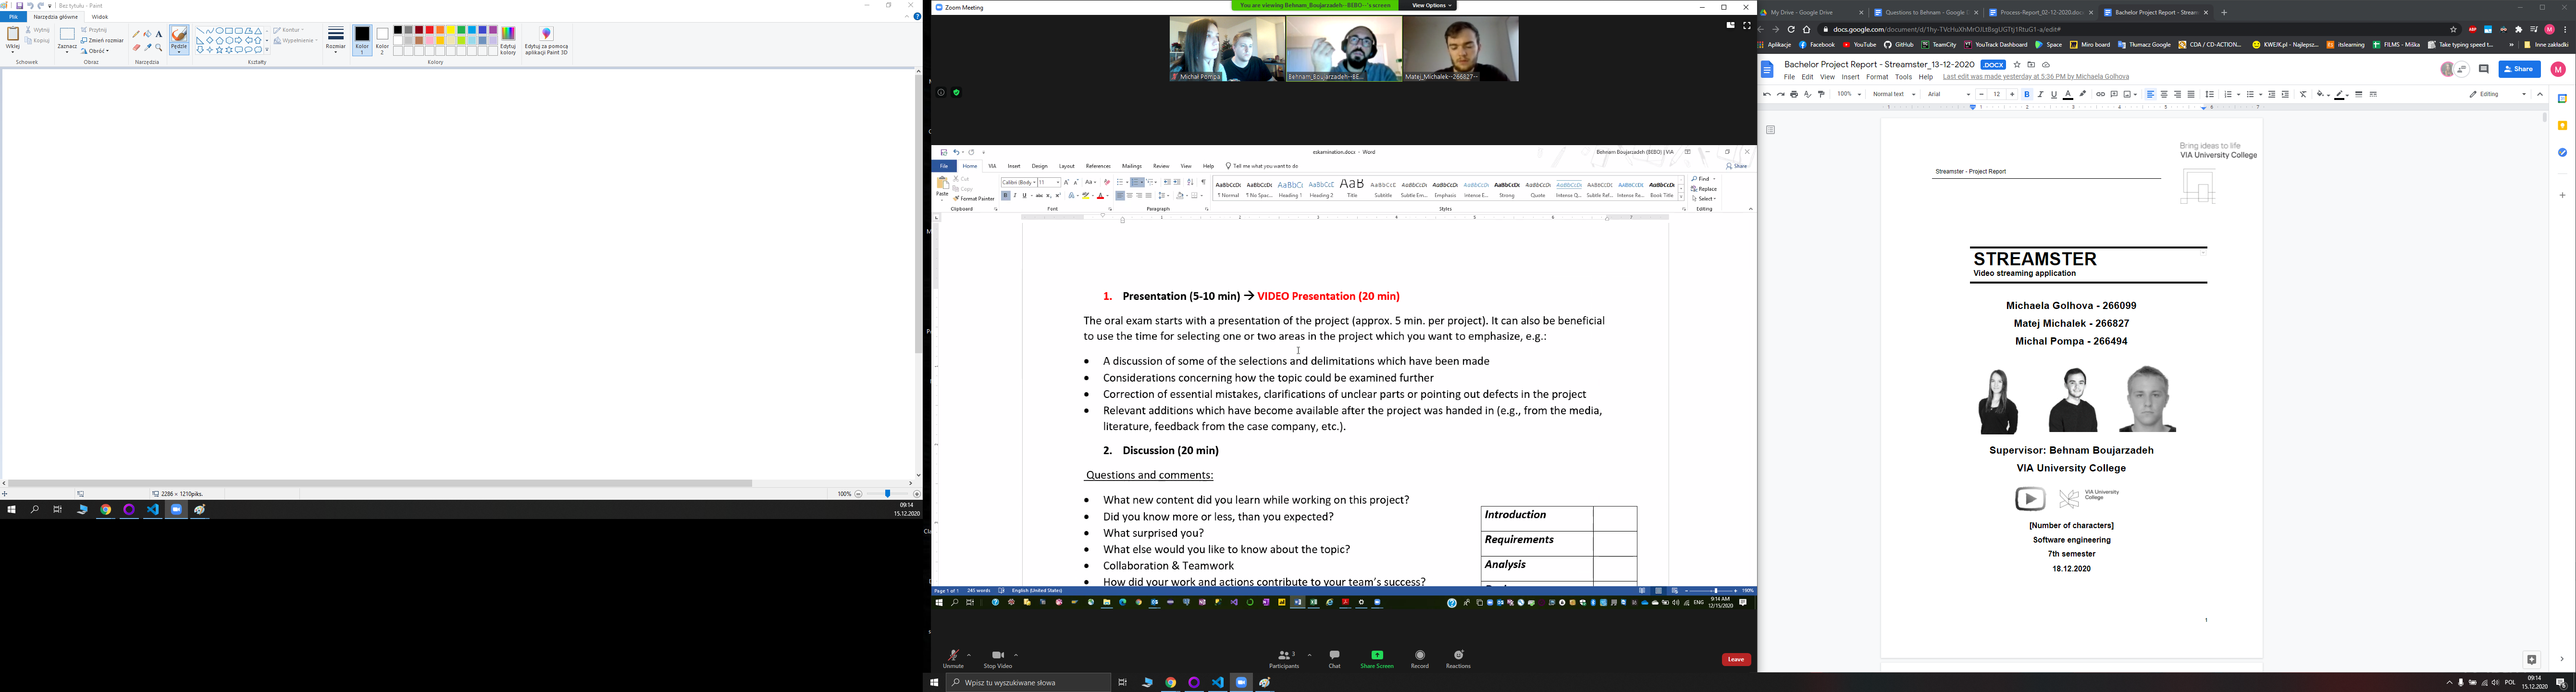 Bez tytułu - Paint
Plik
Narzędzia główne
Widok
Wklej
Wytnij
Kopiuj
Schowek
Zaznacz
Przytnij
Zmień rozmiar
Obróć
Obraz
Narzędzia
Pędzle
Kontur
Wypełnienie
Kształty
Rozmiar
Kolor 1
Kolor 2
Edytuj kolory
Kolory
Edytuj za pomocą aplikacji Paint 3D
2286 × 1210piks.
100%
09:14
15.12.2020
Zoom Meeting
You are viewing Behnam_Boujarzadeh--BEBO--'s screen
View Options
Michał Pompa
Behnam_Boujarzadeh--BE...
Matej_Michalek--266827--
eskamination.docx - Word
Behnam Boujarzadeh (BEBO) | VIA
File Home VIA Insert Design Layout References Mailings Review View Help Tell me what you want to do
Share
Paste
Cut
Copy
Format Painter
Clipboard
Calibri (Body) 11
Font
Paragraph
¶ Normal ¶ No Spac... Heading 1 Heading 2 Title Subtitle Subtle Em... Emphasis Intense E... Strong Quote Intense Q... Subtle Ref... Intense Re... Book Title
Styles
Find
Replace
Select
Editing
1. Presentation (5-10 min) → VIDEO Presentation (20 min)
The oral exam starts with a presentation of the project (approx. 5 min. per project). It can also be beneficial
to use the time for selecting one or two areas in the project which you want to emphasize, e.g.:
• A discussion of some of the selections and delimitations which have been made
• Considerations concerning how the topic could be examined further
• Correction of essential mistakes, clarifications of unclear parts or pointing out defects in the project
• Relevant additions which have become available after the project was handed in (e.g., from the media,
literature, feedback from the case company, etc.).
2. Discussion (20 min)
Questions and comments:
• What new content did you learn while working on this project?
• Did you know more or less, than you expected?
• What surprised you?
• What else would you like to know about the topic?
• Collaboration & Teamwork
• How did your work and actions contribute to your team's success?
Introduction
Requirements
Analysis
Page 1 of 1 245 words English (United States)
190%
ENG
9:14 AM
12/15/2020
Unmute
Stop Video
Participants 3
Chat
Share Screen
Record
Reactions
Leave
Wpisz tu wyszukiwane słowa
My Drive - Google Drive
Questions to Behnam - Google D
Process-Report_02-12-2020.doc
Bachelor Project Report - Stream
Aplikacje Facebook YouTube GitHub TeamCity YouTrack Dashboard Space Miro board Tłumacz Google CDA / CD-ACTION... KWEJK.pl - Najlepsz... itslearning FILMS - Miška Take typing speed t... Inne zakładki
Bachelor Project Report - Streamster_13-12-2020 .DOCX
File Edit View Insert Format Tools Help Last edit was made yesterday at 5:36 PM by Michaela Golhova
Share
M
100% Normal text Arial 12
Editing
Bring ideas to life
VIA University College
Streamster - Project Report
STREAMSTER
Video streaming application
Michaela Golhova - 266099
Matej Michalek - 266827
Michal Pompa - 266494
Supervisor: Behnam Boujarzadeh
VIA University College
VIA University
College
[Number of characters]
Software engineering
7th semester
18.12.2020
1
POL
09:14
15.12.2020